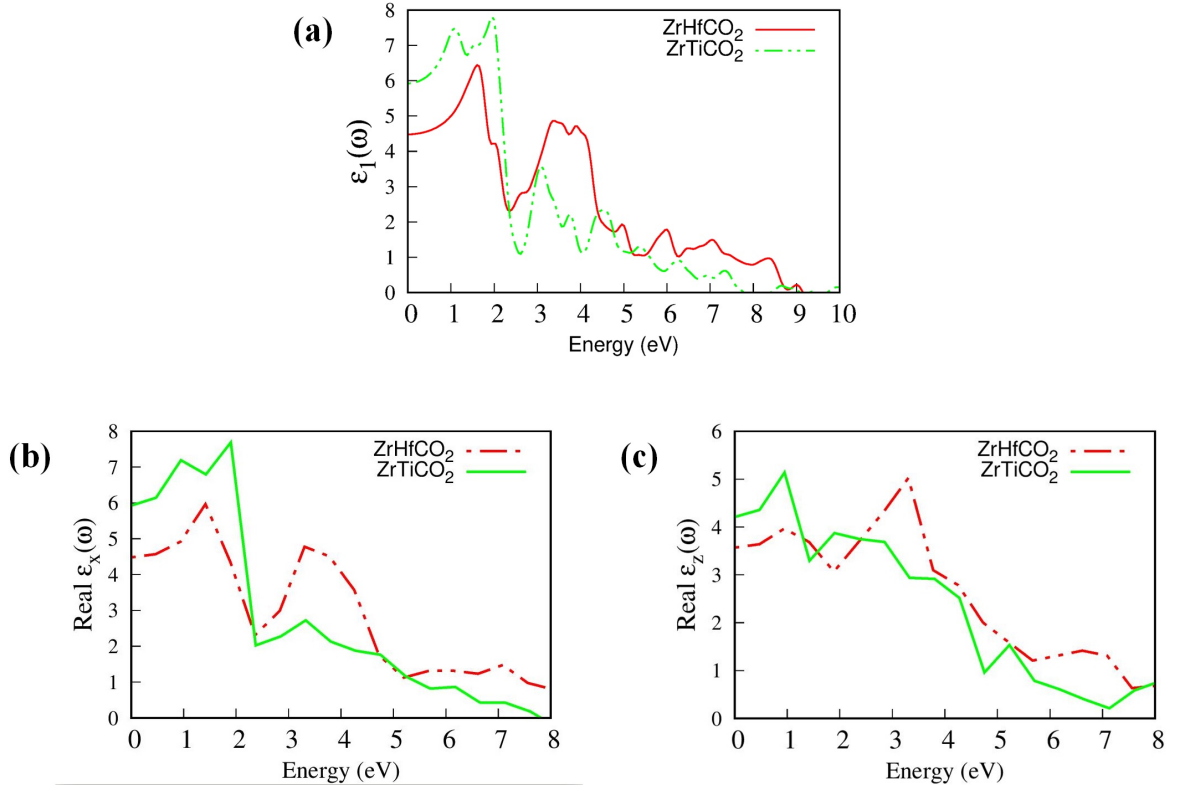 (a)
ε₁(ω)
8
7
6
5
4
3
2
1
0
ZrHfCO₂
ZrTiCO₂
0 1 2 3 4 5 6 7 8 9 10
Energy (eV)
(b)
Real εₓ(ω)
8
7
6
5
4
3
2
1
0
ZrHfCO₂
ZrTiCO₂
0 1 2 3 4 5 6 7 8
Energy (eV)
(c)
Real ε_z(ω)
6
5
4
3
2
1
0
ZrHfCO₂
ZrTiCO₂
0 1 2 3 4 5 6 7 8
Energy (eV)